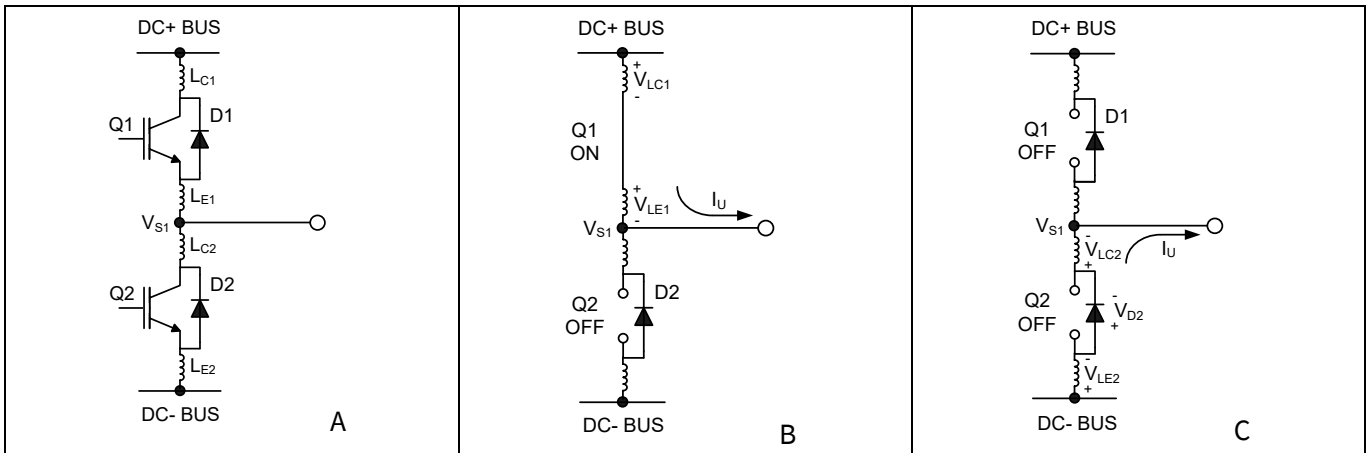 DC+ BUS
LC1
D1
Q1
LE1
VS1
LC2
D2
Q2
LE2
DC- BUS
A
DC+ BUS
+
VLC1
-
Q1
ON
+
VLE1
-
IU
VS1
D2
Q2
OFF
DC- BUS
B
DC+ BUS
D1
Q1
OFF
VS1
-
VLC2
+
IU
Q2
OFF
-
VD2
+
-
VLE2
+
DC- BUS
C